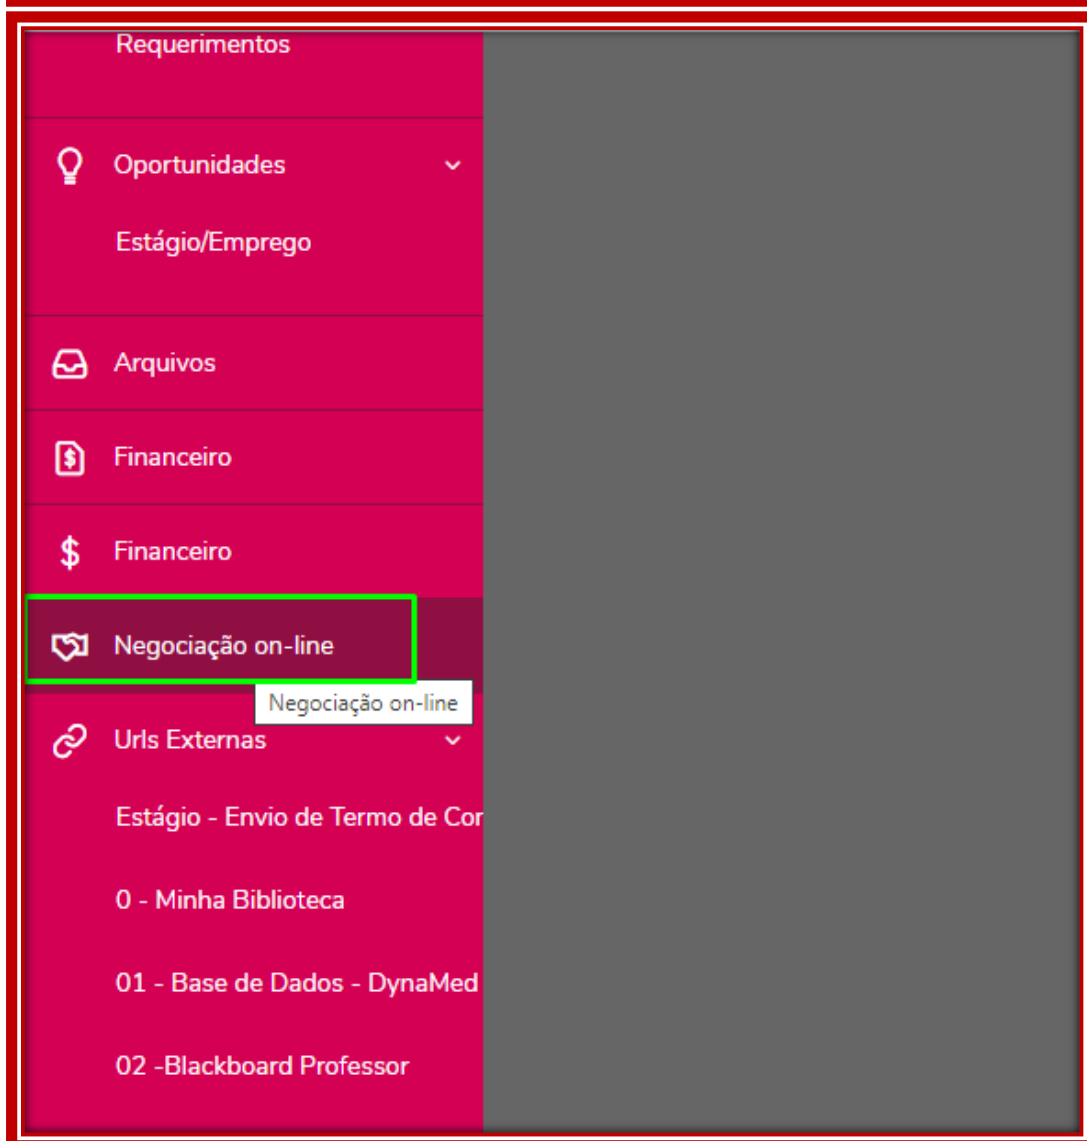 Requerimentos
Oportunidades
Estágio/Emprego
Arquivos
Financeiro
$ Financeiro
Negociação on-line
Negociação on-line
Urls Externas
Estágio - Envio de Termo de Cor
0 - Minha Biblioteca
01 - Base de Dados - DynaMed
02 -Blackboard Professor